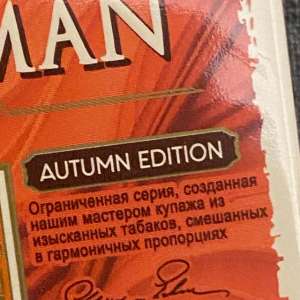 MAN
AUTUMN EDITION
Ограниченная серия, созданная
нашим мастером купажа из
изысканных табаков, смешанных
в гармоничных пропорциях